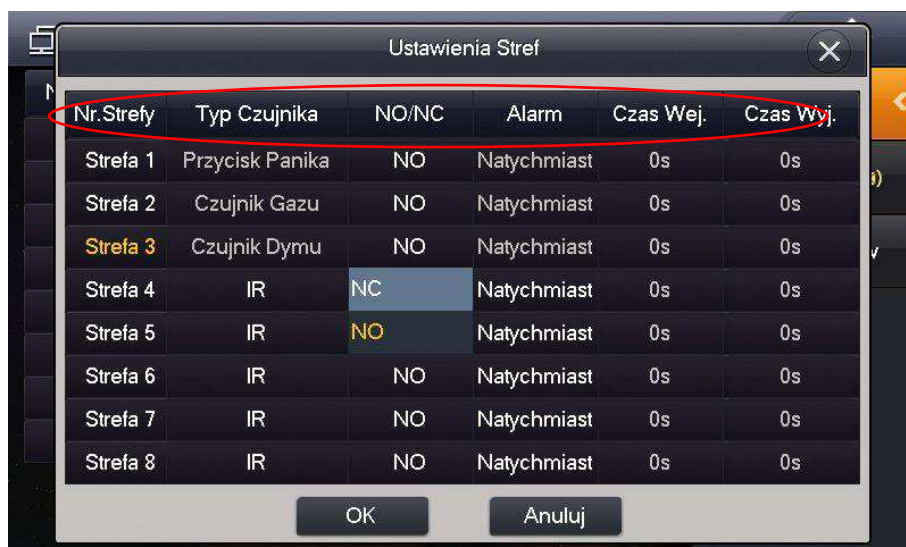 Ustawienia Stref
Nr.Strefy Typ Czujnika NO/NC Alarm Czas Wej. Czas Wyj.
Strefa 1 Przycisk Panika NO Natychmiast 0s 0s
Strefa 2 Czujnik Gazu NO Natychmiast 0s 0s
Strefa 3 Czujnik Dymu NO Natychmiast 0s 0s
Strefa 4 IR NC Natychmiast 0s 0s
Strefa 5 IR NO Natychmiast 0s 0s
Strefa 6 IR NO Natychmiast 0s 0s
Strefa 7 IR NO Natychmiast 0s 0s
Strefa 8 IR NO Natychmiast 0s 0s
OK Anuluj